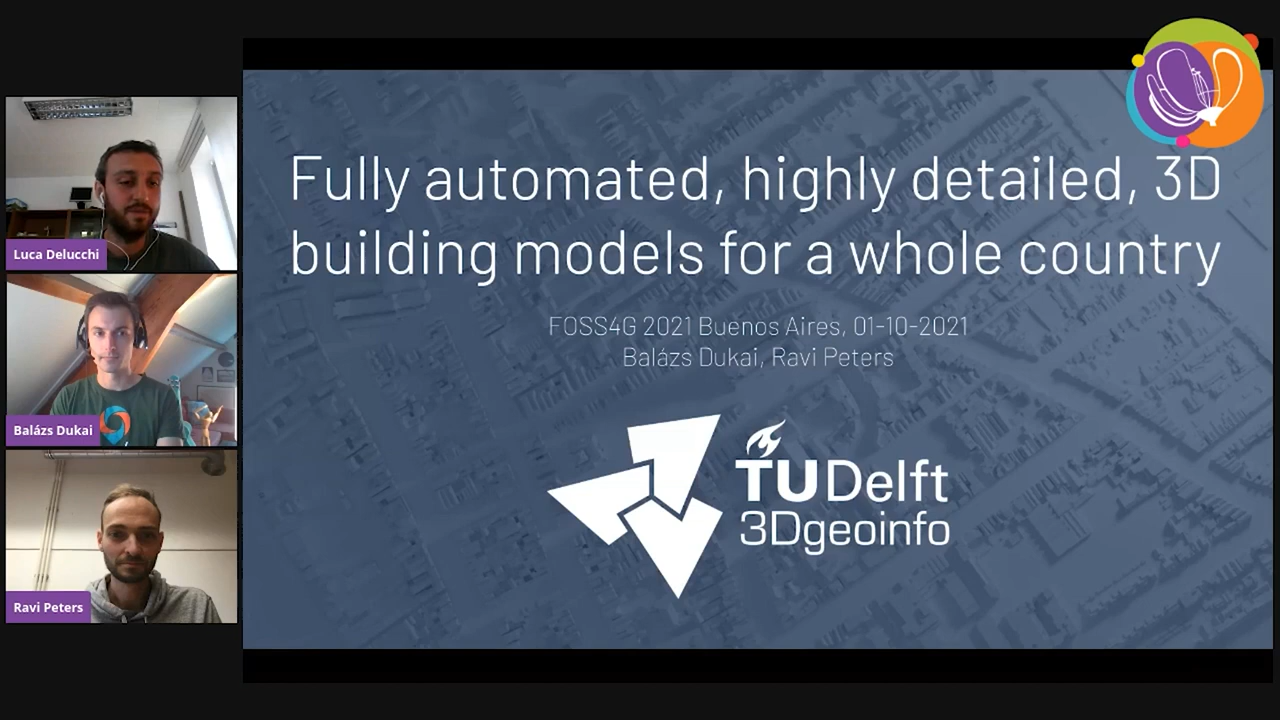 Luca Delucchi
Balázs Dukai
Ravi Peters
Fully automated, highly detailed, 3D
building models for a whole country
FOSS4G 2021 Buenos Aires, 01-10-2021
Balázs Dukai, Ravi Peters
TUDelft
3Dgeoinfo